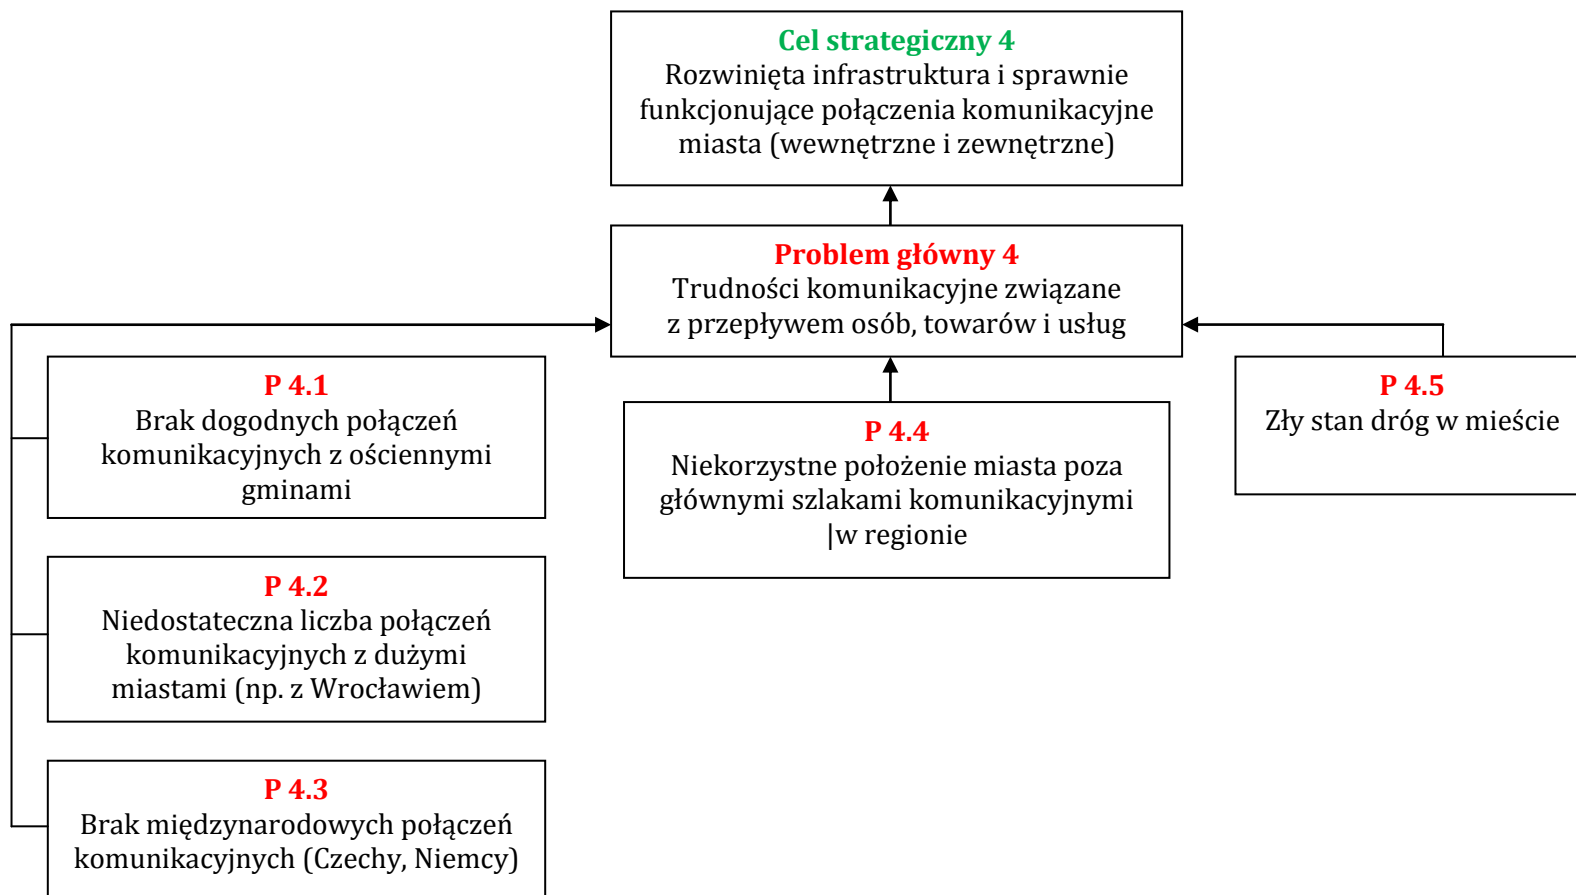 Cel strategiczny 4
Rozwinięta infrastruktura i sprawnie
funkcjonujące połączenia komunikacyjne
miasta (wewnętrzne i zewnętrzne)
Problem główny 4
Trudności komunikacyjne związane
z przepływem osób, towarów i usług
P 4.1
Brak dogodnych połączeń
komunikacyjnych z ościennymi
gminami
P 4.2
Niedostateczna liczba połączeń
komunikacyjnych z dużymi
miastami (np. z Wrocławiem)
P 4.3
Brak międzynarodowych połączeń
komunikacyjnych (Czechy, Niemcy)
P 4.4
Niekorzystne położenie miasta poza
głównymi szlakami komunikacyjnymi
|w regionie
P 4.5
Zły stan dróg w mieście